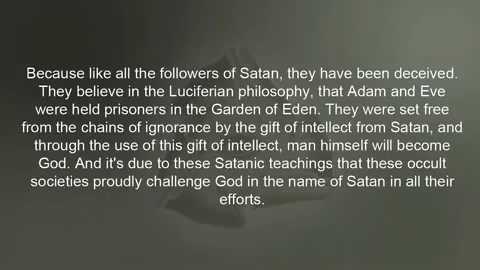 Because like all the followers of Satan, they have been deceived.
They believe in the Luciferian philosophy, that Adam and Eve
were held prisoners in the Garden of Eden. They were set free
from the chains of ignorance by the gift of intellect from Satan, and
through the use of this gift of intellect, man himself will become
God. And it's due to these Satanic teachings that these occult
societies proudly challenge God in the name of Satan in all their
efforts.